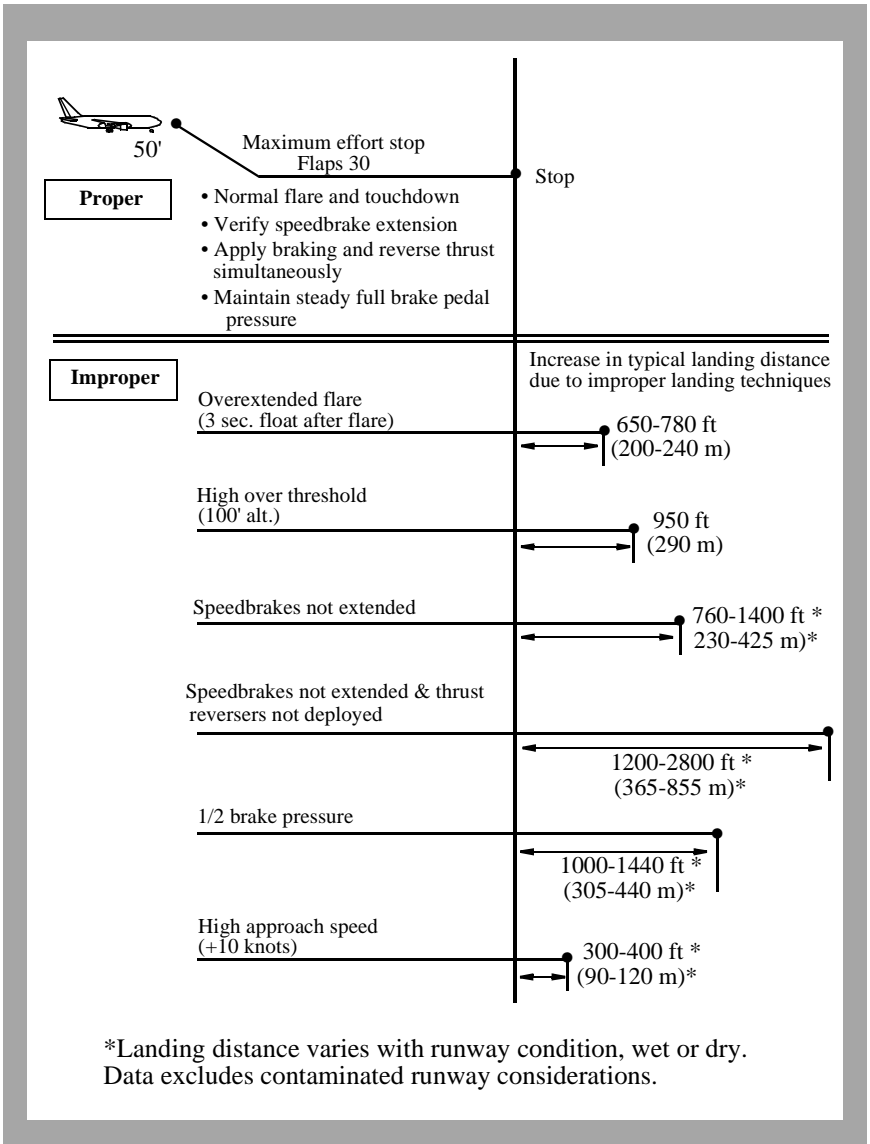 50'
Maximum effort stop
Flaps 30
Stop
Proper
• Normal flare and touchdown
• Verify speedbrake extension
• Apply braking and reverse thrust
simultaneously
• Maintain steady full brake pedal
pressure
Improper
Increase in typical landing distance
due to improper landing techniques
Overextended flare
(3 sec. float after flare)
650-780 ft
(200-240 m)
High over threshold
(100' alt.)
950 ft
(290 m)
Speedbrakes not extended
760-1400 ft *
230-425 m)*
Speedbrakes not extended & thrust
reversers not deployed
1200-2800 ft *
(365-855 m)*
1/2 brake pressure
1000-1440 ft *
(305-440 m)*
High approach speed
(+10 knots)
300-400 ft *
(90-120 m)*
*Landing distance varies with runway condition, wet or dry.
Data excludes contaminated runway considerations.